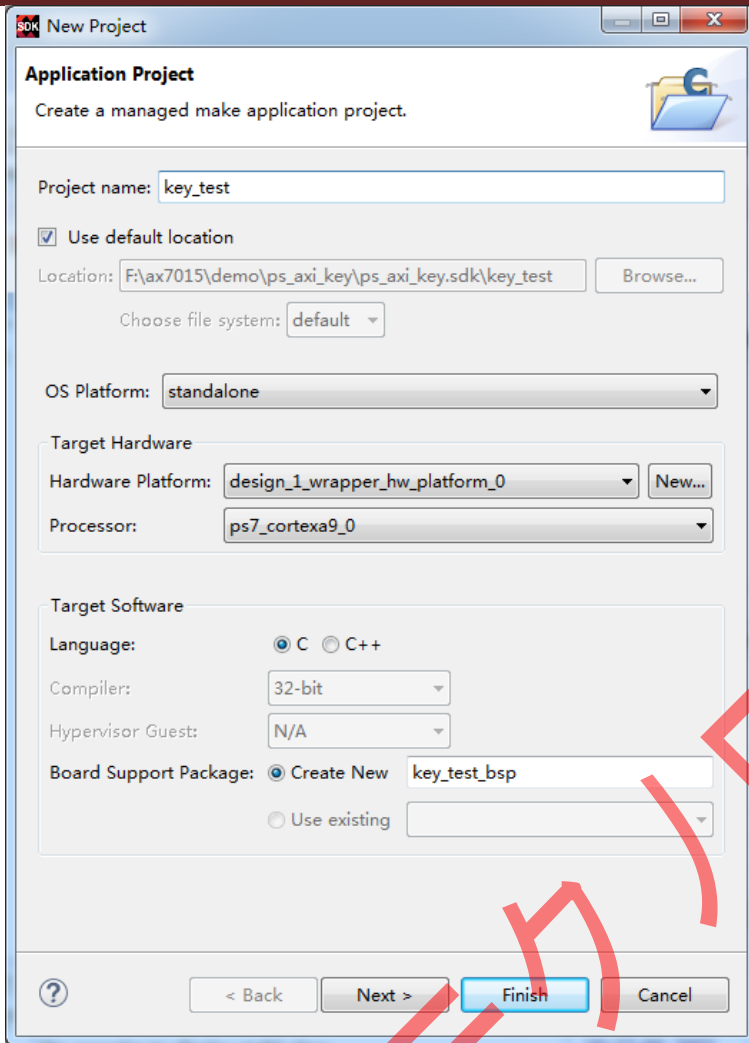 SDK New Project
Application Project
Create a managed make application project.
C
Project name: key_test
Use default location
Location: F:\ax7015\demo\ps_axi_key\ps_axi_key.sdk\key_test Browse...
Choose file system: default
OS Platform: standalone
Target Hardware
Hardware Platform: design_1_wrapper_hw_platform_0 New...
Processor: ps7_cortexa9_0
Target Software
Language: C C++
Compiler: 32-bit
Hypervisor Guest: N/A
Board Support Package: Create New key_test_bsp
Use existing
? < Back Next > Finish Cancel